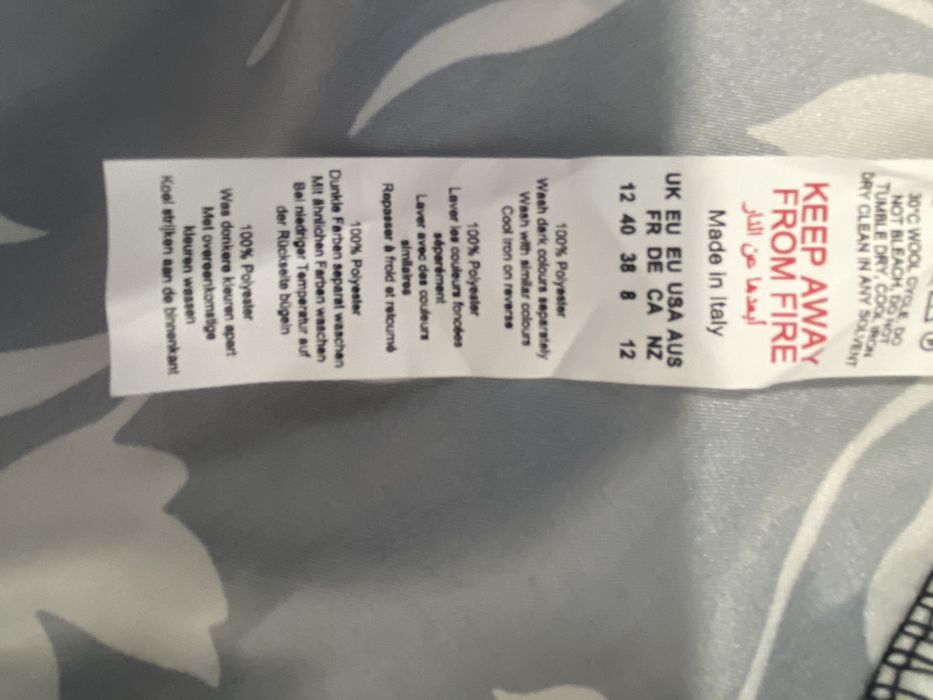 30°C WOOL CYCLE, DO
NOT BLEACH, DO NOT
TUMBLE DRY, COOL IRON
DRY CLEAN IN ANY SOLVENT
KEEP AWAY
FROM FIRE
أبعدها عن النار
Made in Italy
UK EU EU USA AUS
FR DE CA NZ
12 40 38 8 12
100% Polyester
Wash dark colours separately
Wash with similar colours
Cool iron on reverse
100% Polyester
Laver les couleurs foncées
séparément
Laver avec des couleurs
similaires
Repasser à froid et retourné
100% Polyester
Dunkle Farben separat waschen
Mit ähnlichen Farben waschen
Bei niedriger Temperatur auf
der Rückseite bügeln
100% Polyester
Was donkere kleuren apart
Met overeenkomstige
kleuren wassen
Koel strijken aan de binnenkant